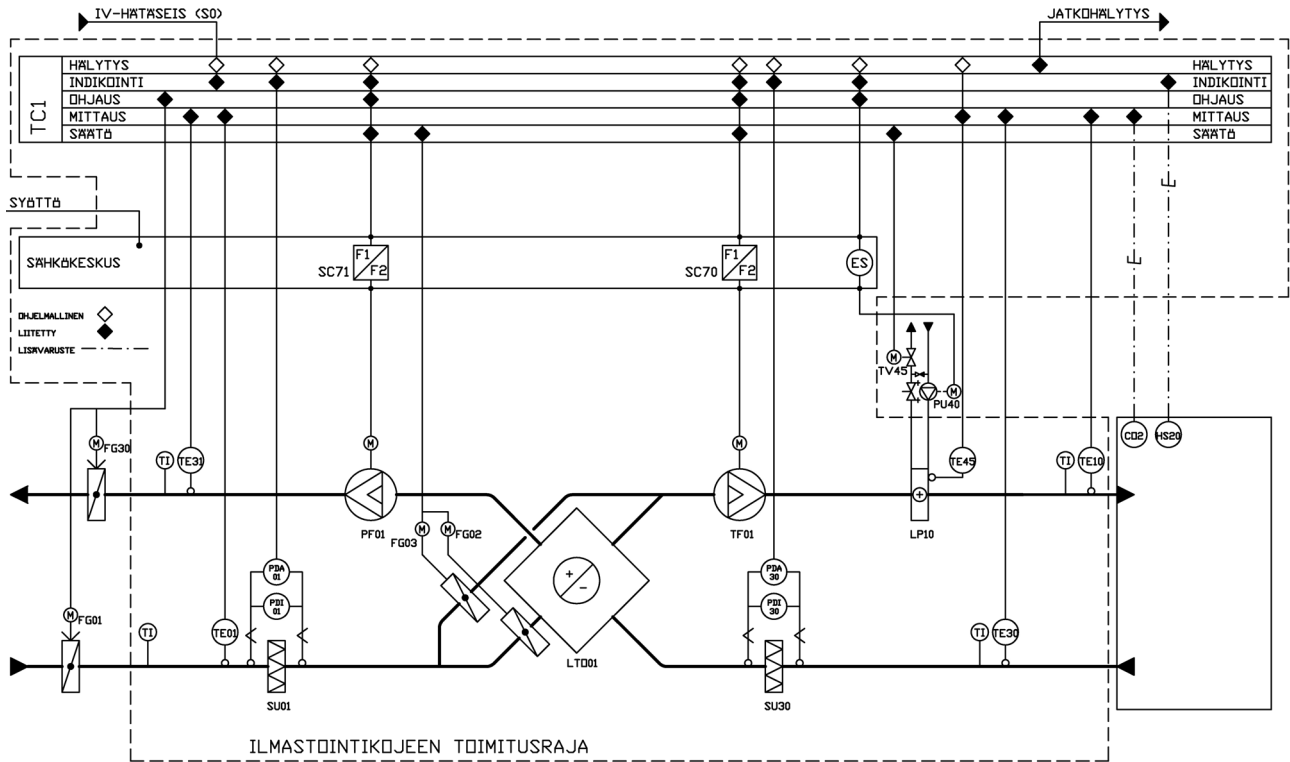 IV-HÄTÄSEIS (S0)
JATKOHÄLYTYS
TC1
HÄLYTYS
HÄLYTYS
INDIKOINTI
INDIKOINTI
OHJAUS
OHJAUS
MITTAUS
MITTAUS
SÄÄTÖ
SÄÄTÖ
SYÖTTÖ
SÄHKÖKESKUS
SC71
F1
F2
SC70
F1
F2
ES
OHJELMALLINEN
LIITETTY
LISÄVARUSTE
M
TV45
M
PU40
M
FG30
TI
TE31
M
M
TE45
TI
TE10
CO2
HS20
PF01
FG03
M
M
FG02
TF01
LP10
PDA
01
PDI
01
+
-
PDA
30
PDI
30
M
FG01
TI
TE01
TI
TE30
LTO01
SU01
SU30
ILMASTOINTIKOJEEN TOIMITUSRAJA